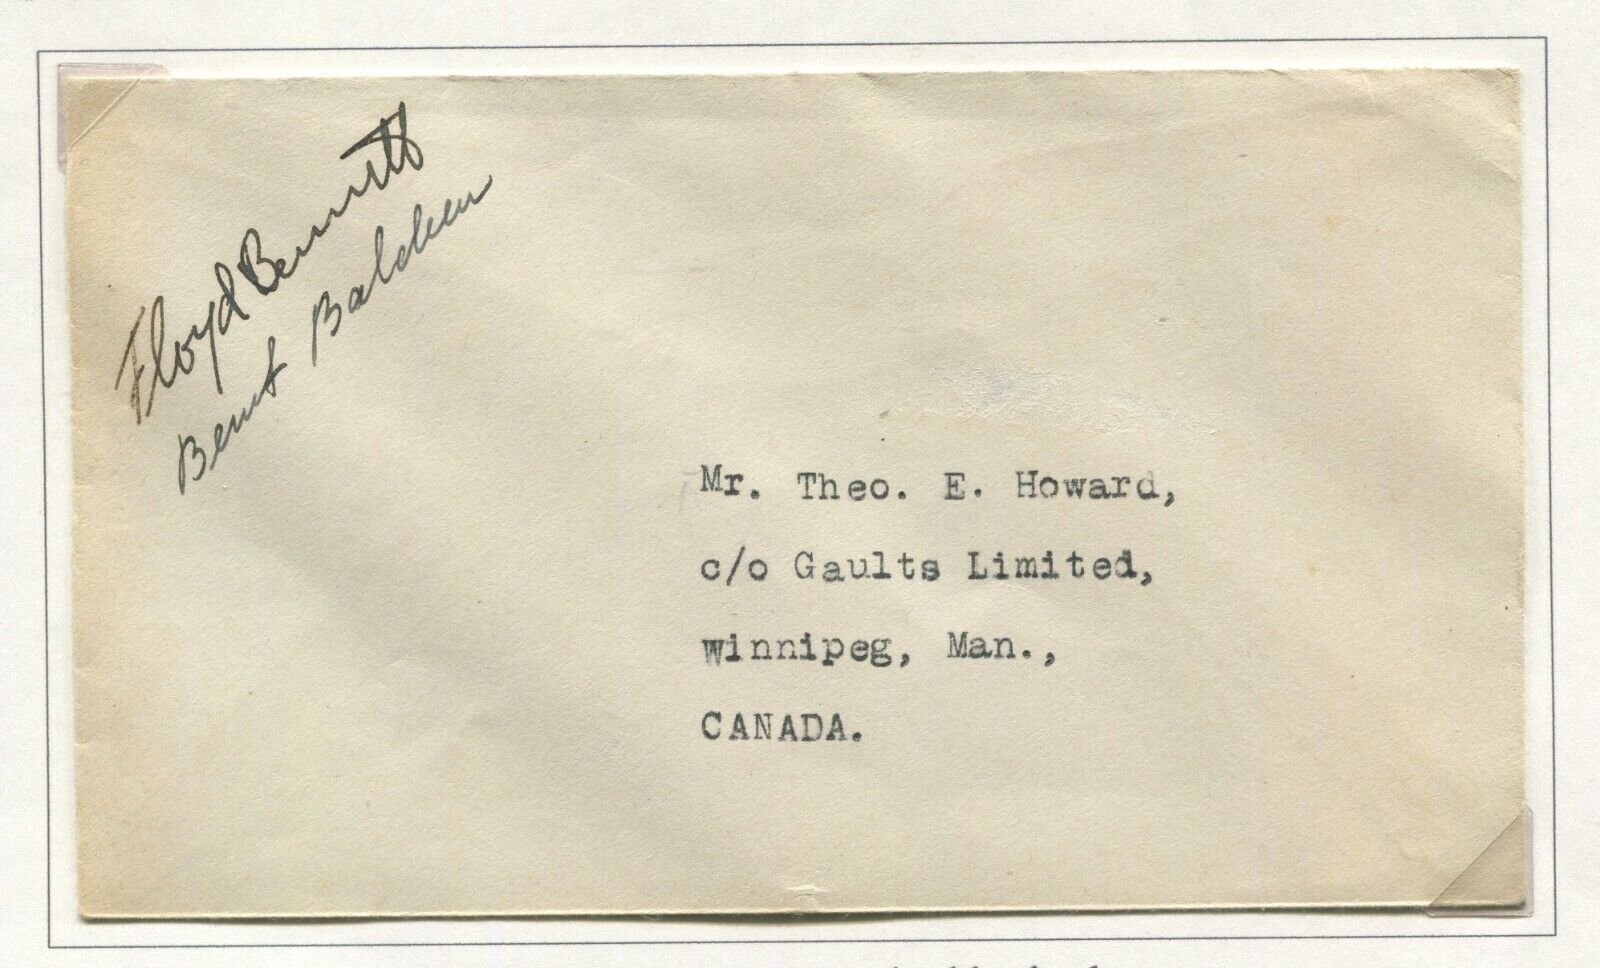 Floyd Bennett
Bernt Balchen
Mr. Theo. E. Howard,
c/o Gaults Limited,
Winnipeg, Man.,
CANADA.